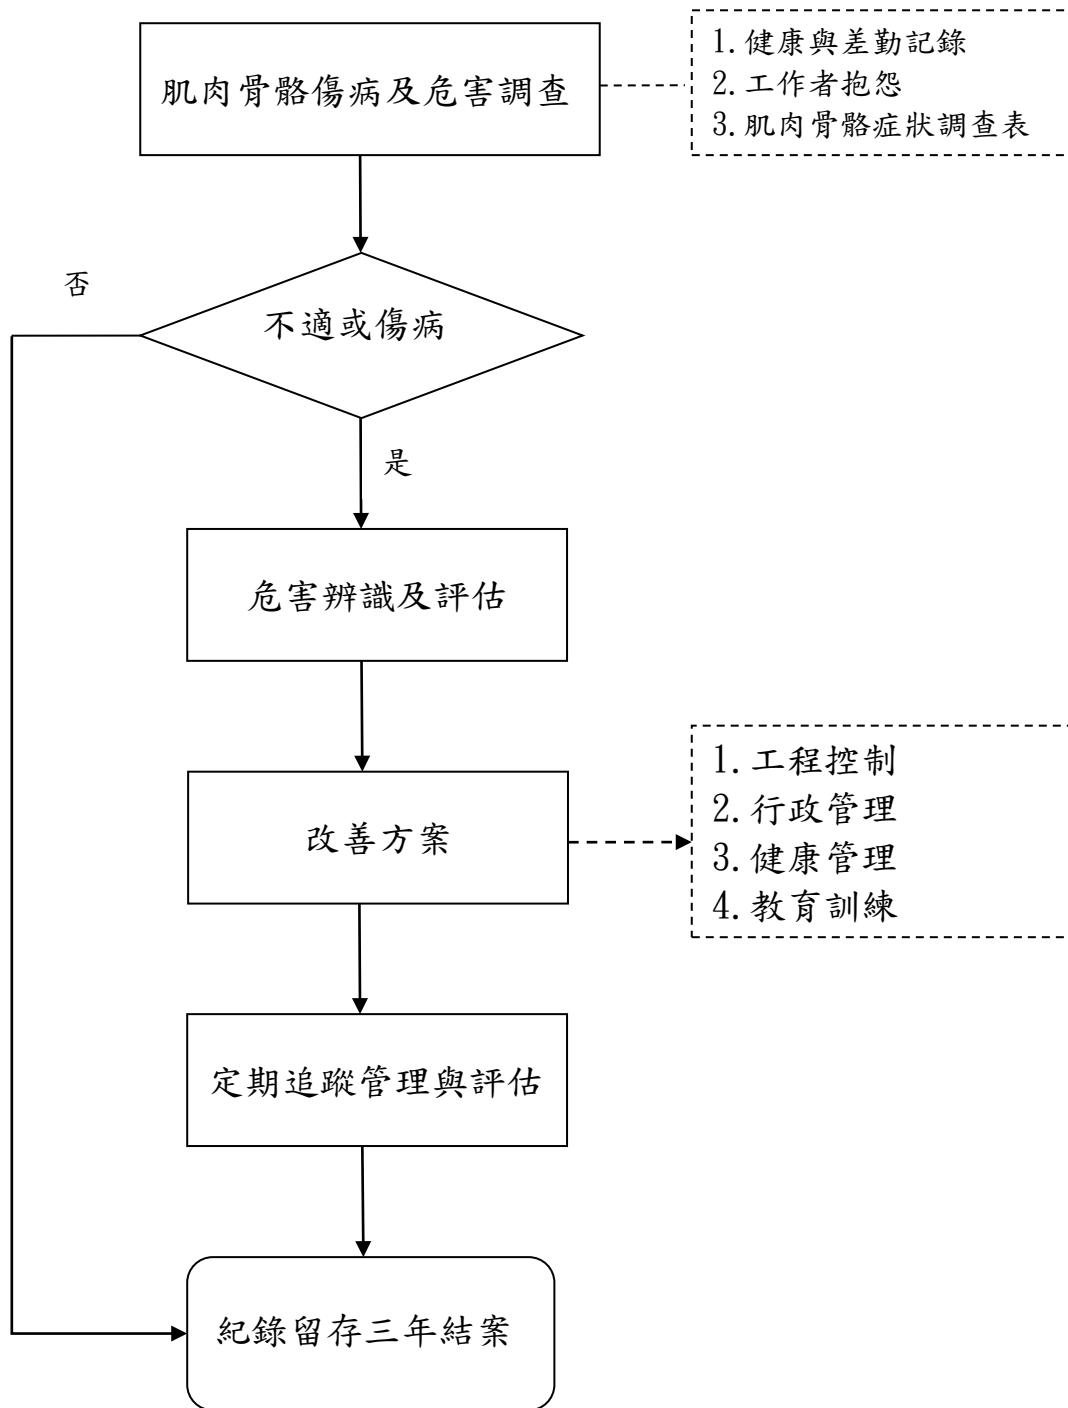 肌肉骨骼傷病及危害調查
1.健康與差勤記錄
2.工作者抱怨
3.肌肉骨骼症狀調查表
否
不適或傷病
是
危害辨識及評估
改善方案
1.工程控制
2.行政管理
3.健康管理
4.教育訓練
定期追蹤管理與評估
紀錄留存三年結案